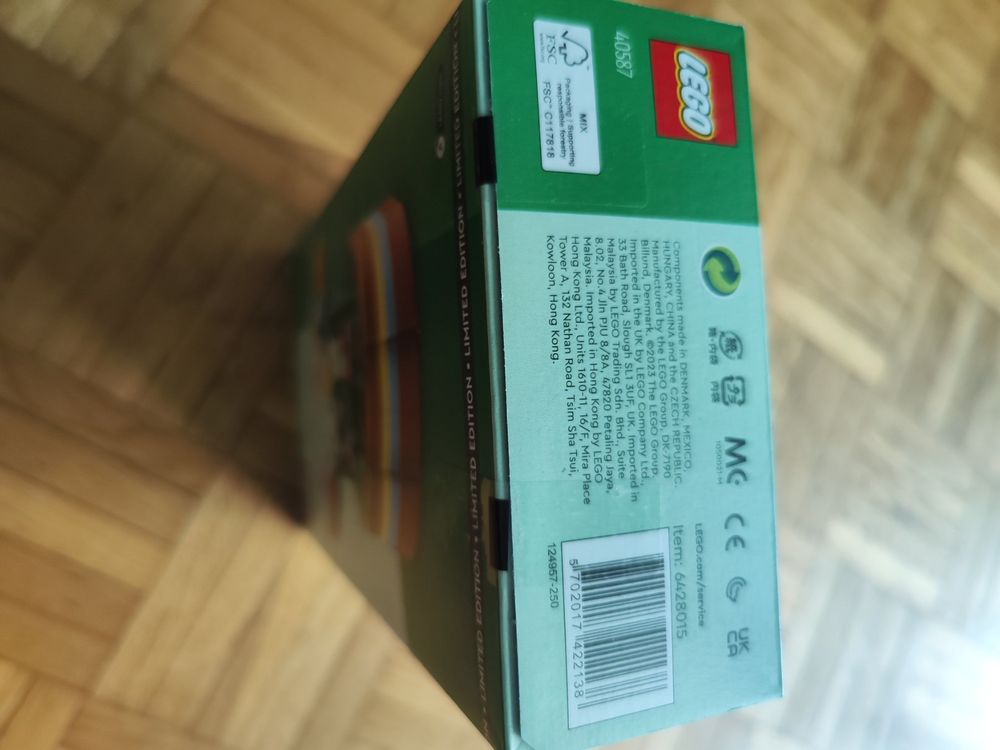 LEGO
40587
FSC
MIX
Packaging | Supporting
responsible forestry
FSC® C117818
Components made in DENMARK, MEXICO,
HUNGARY, CHINA and the CZECH REPUBLIC.
Manufactured by the LEGO Group, DK-7190
Billund, Denmark. ©2023 The LEGO Group.
Imported in the UK by LEGO Company Ltd.,
33 Bath Road, Slough SL1 3UF, UK. Imported in
Malaysia by LEGO Trading Sdn. Bhd., Suite
8.02, No.4 Jln PJU 8/8A, 47820 Petaling Jaya,
Malaysia. Imported in Hong Kong by LEGO
Hong Kong Ltd., Units 1610-11, 16/F, Mira Place
Tower A, 132 Nathan Road, Tsim Sha Tsui,
Kowloon, Hong Kong.
紙
內袋
MC
CE
UK
CA
LEGO.com/service
Item: 6428015
5 702017 422138
124957-250
LIMITED EDITION • LIMITED EDITION • LIMITED EDITION • LIMITED EDITION